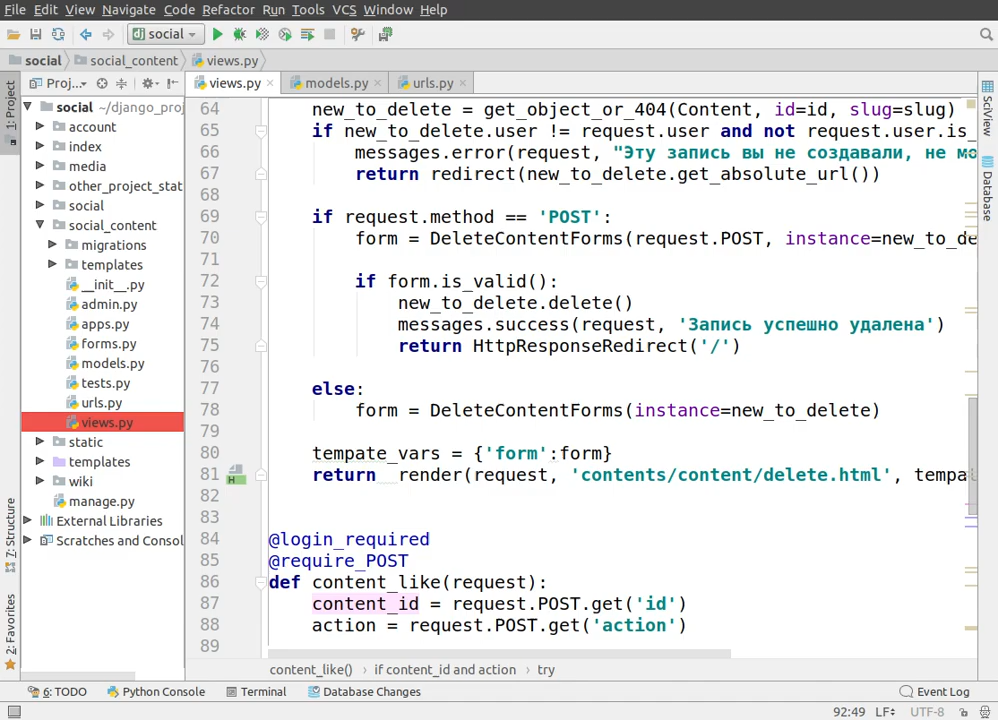 File Edit View Navigate Code Refactor Run Tools VCS Window Help
social
social social_content views.py
1: Project
Proj...
views.py models.py urls.py
SciView
Database
social ~/django_proj
account
index
media
other_project_stat
social
social_content
migrations
templates
__init__.py
admin.py
apps.py
forms.py
models.py
tests.py
urls.py
views.py
static
templates
wiki
manage.py
External Libraries
Scratches and Consol
7: Structure
2: Favorites
64 new_to_delete = get_object_or_404(Content, id=id, slug=slug)
65 if new_to_delete.user != request.user and not request.user.is_
66 messages.error(request, "Эту запись вы не создавали, не мо
67 return redirect(new_to_delete.get_absolute_url())
68
69 if request.method == 'POST':
70 form = DeleteContentForms(request.POST, instance=new_to_de
71
72 if form.is_valid():
73 new_to_delete.delete()
74 messages.success(request, 'Запись успешно удалена')
75 return HttpResponseRedirect('/')
76
77 else:
78 form = DeleteContentForms(instance=new_to_delete)
79
80 tempate_vars = {'form':form}
81 return render(request, 'contents/content/delete.html', tempa
82
83
84 @login_required
85 @require_POST
86 def content_like(request):
87 content_id = request.POST.get('id')
88 action = request.POST.get('action')
89
content_like() › if content_id and action › try
6: TODO Python Console Terminal Database Changes Event Log
92:49 LF UTF-8